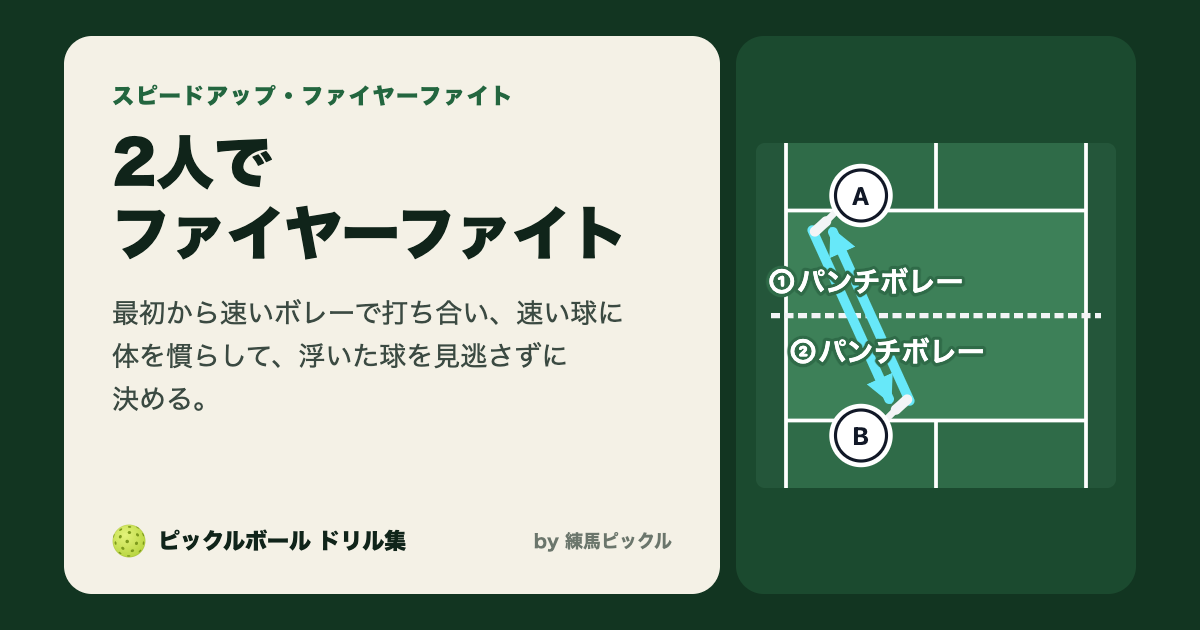 スピードアップ・ファイヤーファイト
2人で
ファイヤーファイト
最初から速いボレーで打ち合い、速い球に
体を慣らして、浮いた球を見逃さずに
決める。
ピックルボール ドリル集
by 練馬ピックル
A
①パンチボレー
②パンチボレー
B